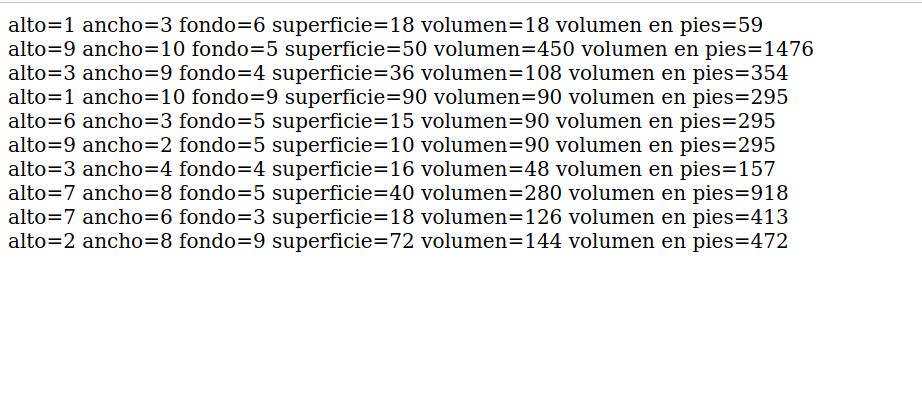 alto=1 ancho=3 fondo=6 superficie=18 volumen=18 volumen en pies=59
alto=9 ancho=10 fondo=5 superficie=50 volumen=450 volumen en pies=1476
alto=3 ancho=9 fondo=4 superficie=36 volumen=108 volumen en pies=354
alto=1 ancho=10 fondo=9 superficie=90 volumen=90 volumen en pies=295
alto=6 ancho=3 fondo=5 superficie=15 volumen=90 volumen en pies=295
alto=9 ancho=2 fondo=5 superficie=10 volumen=90 volumen en pies=295
alto=3 ancho=4 fondo=4 superficie=16 volumen=48 volumen en pies=157
alto=7 ancho=8 fondo=5 superficie=40 volumen=280 volumen en pies=918
alto=7 ancho=6 fondo=3 superficie=18 volumen=126 volumen en pies=413
alto=2 ancho=8 fondo=9 superficie=72 volumen=144 volumen en pies=472